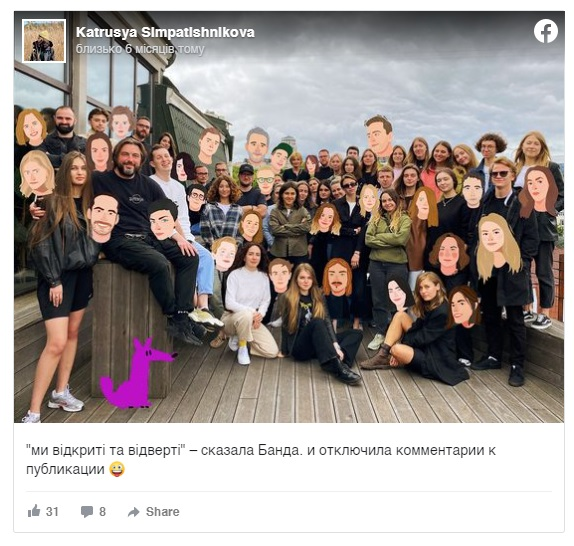 Katrusya Simpatishnikova
близько 6 місяців тому
"ми відкриті та відверті" – сказала Банда. и отключила комментарии к
публикации 😀
31 8 Share